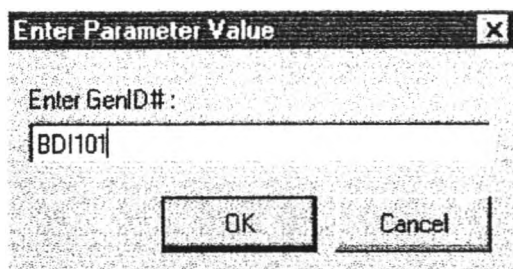 Enter Parameter Value
Enter GenID# :
BDI101
OK Cancel